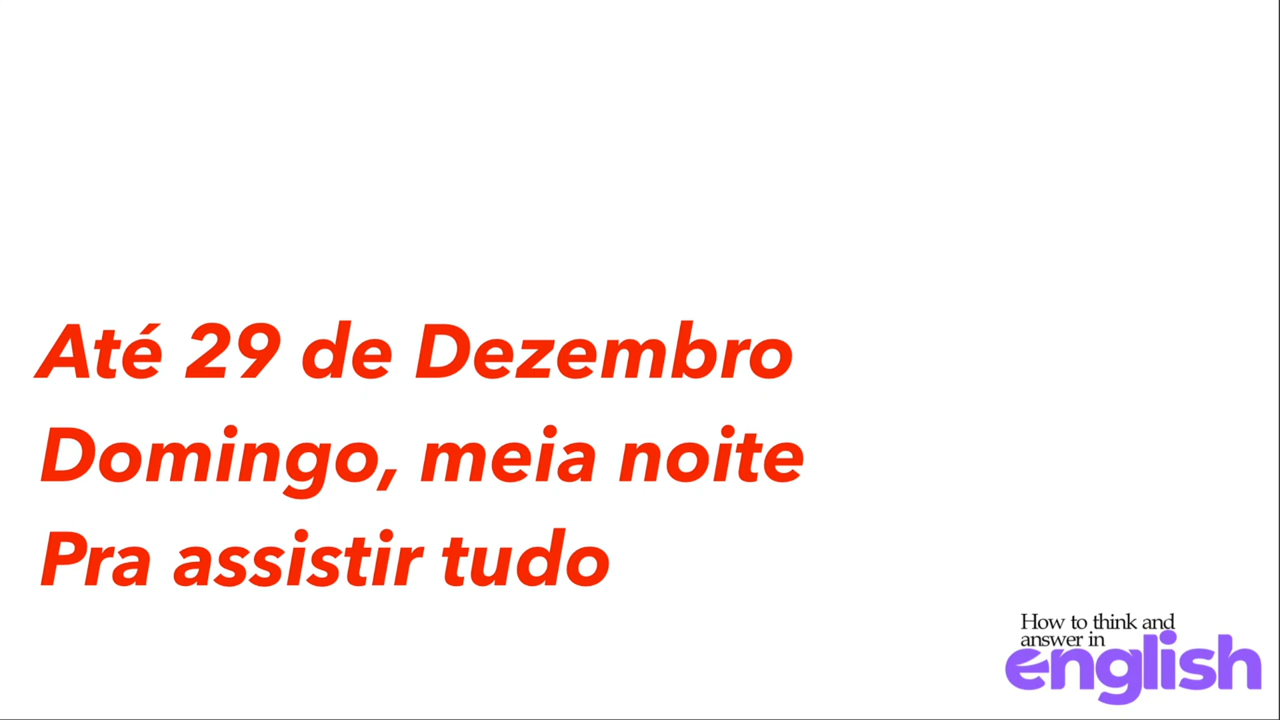 Até 29 de Dezembro
Domingo, meia noite
Pra assistir tudo
How to think and
answer in
english